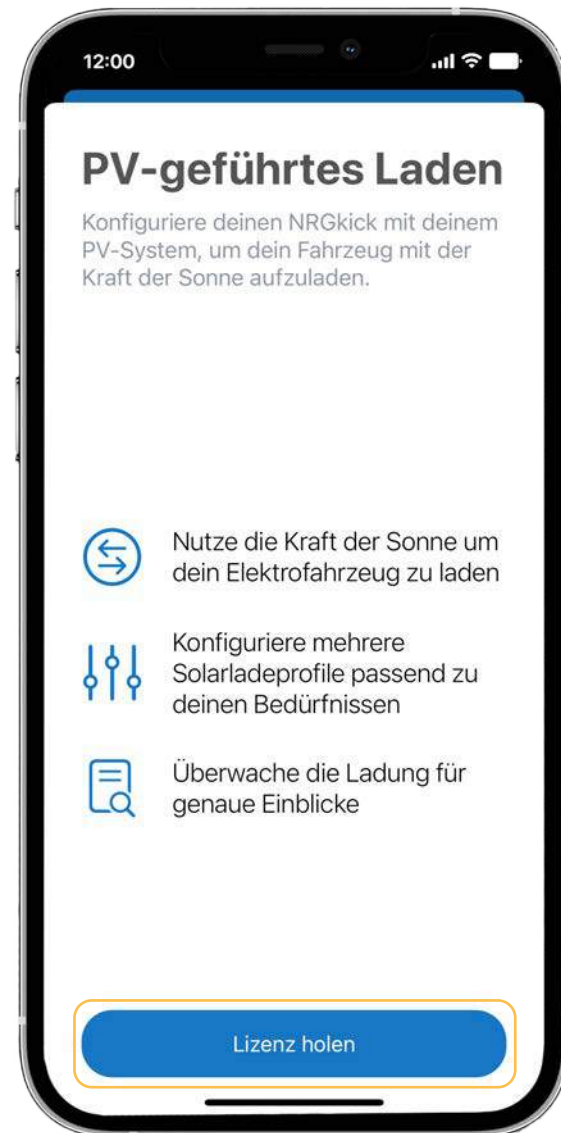 12:00
PV-geführtes Laden
Konfiguriere deinen NRGkick mit deinem
PV-System, um dein Fahrzeug mit der
Kraft der Sonne aufzuladen.
Nutze die Kraft der Sonne um
dein Elektrofahrzeug zu laden
Konfiguriere mehrere
Solarladeprofile passend zu
deinen Bedürfnissen
Überwache die Ladung für
genaue Einblicke
Lizenz holen